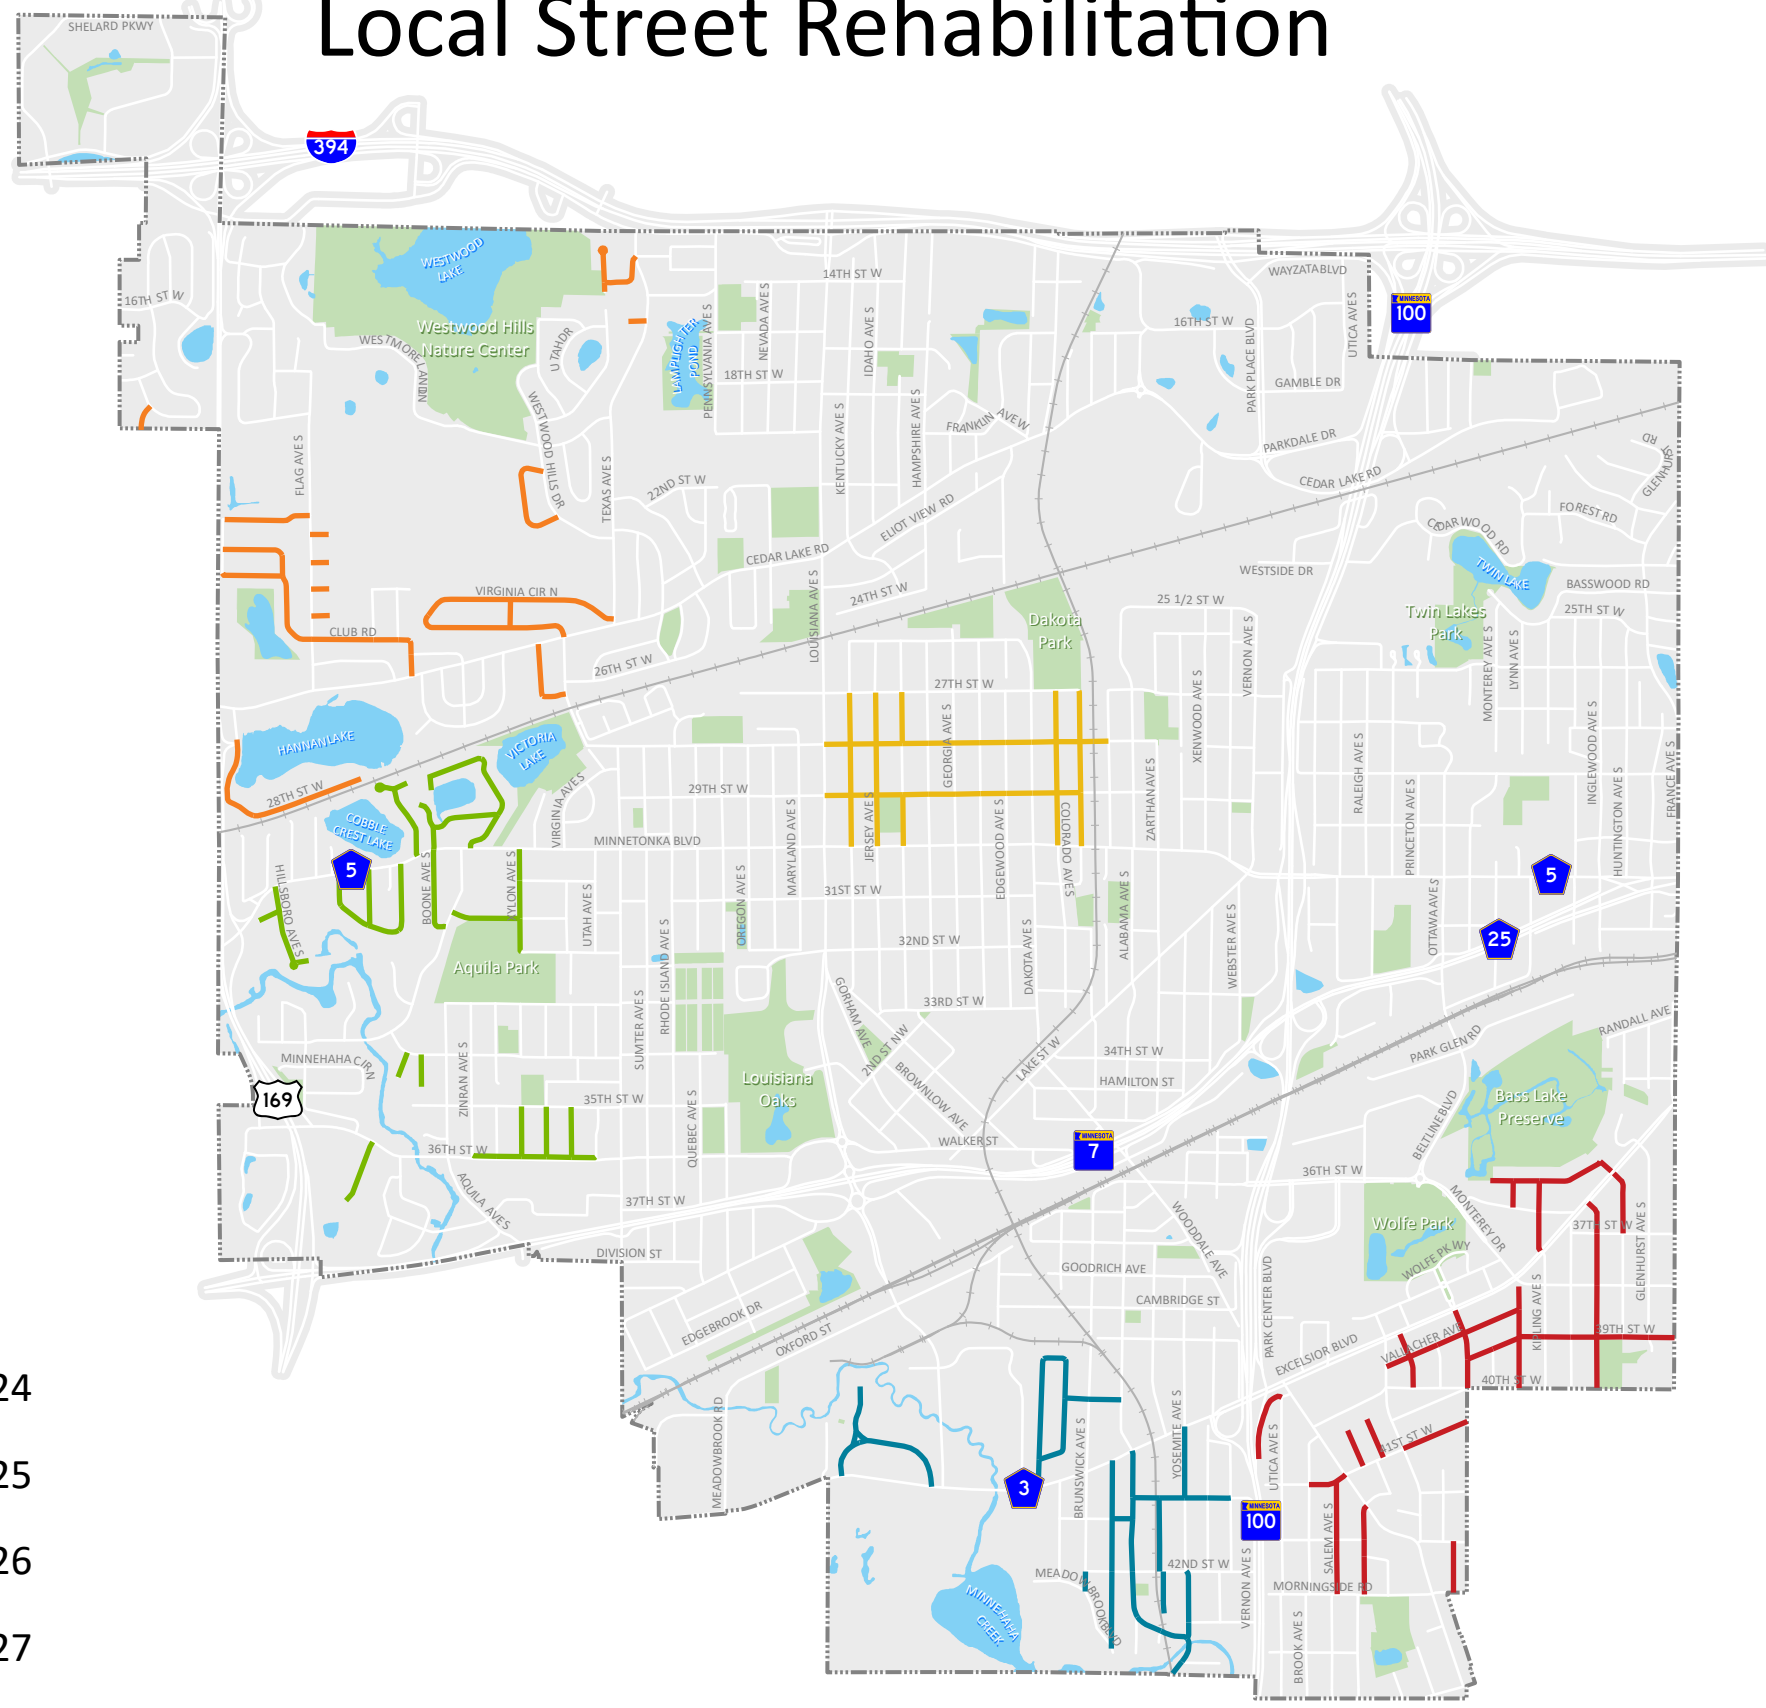 Local Street Rehabilitation
SHELARD PKWY
394
WESTWOOD
LAKE
14TH ST W
WAYZATA BLVD
16TH ST W
MINNESOTA
100
Westwood Hills
Nature Center
WESTMORELAND LN
UTAH DR
LAMPLIGHTER
POND
PENNSYLVANIA AVE S
NEVADA AVE S
IDAHO AVE S
16TH ST W
PARK PLACE BLVD
UTICA AVE S
18TH ST W
GAMBLE DR
WESTWOOD HILLS DR
KENTUCKY AVE S
HAMPSHIRE AVE S
FRANKLIN AVE W
PARKDALE DR
FLAG AVE S
TEXAS AVE S
22ND ST W
CEDAR LAKE RD
GLENHURST RD
ELIOT VIEW RD
FOREST RD
CEDARWOOD RD
CEDAR LAKE RD
WESTSIDE DR
TWIN LAKE
BASSWOOD RD
VIRGINIA CIR N
LOUISIANA AVE S
24TH ST W
25 1/2 ST W
25TH ST W
Dakota
Park
Twin Lakes
Park
CLUB RD
VERNON AVE S
MONTEREY AVE S
LYNN AVE S
26TH ST W
27TH ST W
XENWOOD AVE S
HANNAN LAKE
VICTORIA
LAKE
GEORGIA AVE S
RALEIGH AVE S
INGLEWOOD AVE S
FRANCE AVE S
28TH ST W
29TH ST W
VIRGINIA AVE S
ZARTHAN AVE S
PRINCETON AVE S
HUNTINGTON AVE S
COBBLE
CREST LAKE
MINNETONKA BLVD
MARYLAND AVE S
JERSEY AVE S
EDGEWOOD AVE S
COLORADO AVE S
5
HILLSBORO AVE S
BOONE AVE S
XYLON AVE S
UTAH AVE S
OREGON AVE S
31ST ST W
ALABAMA AVE S
WEBSTER AVE S
OTTAWA AVE S
5
25
RHODE ISLAND AVE S
32ND ST W
DAKOTA AVE S
Aquila Park
SUMTER AVE S
GORHAM AVE
33RD ST W
2ND ST NW
LAKE ST W
34TH ST W
PARK GLEN RD
RANDALL AVE
MINNEHAHA CIR N
ZINRAN AVE S
Louisiana
Oaks
BROWNLOW AVE
HAMILTON ST
Bass Lake
Preserve
169
35TH ST W
QUEBEC AVE S
BELTLINE BLVD
36TH ST W
WALKER ST
MINNESOTA
7
36TH ST W
AQUILA AVE S
37TH ST W
WOODDALE AVE
Wolfe Park
MONTEREY DR
37TH ST W
GLENHURST AVE S
DIVISION ST
GOODRICH AVE
WOLFE PKWY
PARK CENTER BLVD
CAMBRIDGE ST
KIPLING AVE S
EDGEBROOK DR
OXFORD ST
EXCELSIOR BLVD
VALLACHER AVE
39TH ST W
40TH ST W
24
MEADOWBROOK RD
BRUNSWICK AVE S
YOSEMITE AVE S
UTICA AVE S
41ST ST W
25
3
MINNESOTA
100
SALEM AVE S
26
MEADOWBROOK BLVD
42ND ST W
VERNON AVE S
MORNINGSIDE RD
MINNEHAHA
CREEK
BROOK AVE S
27